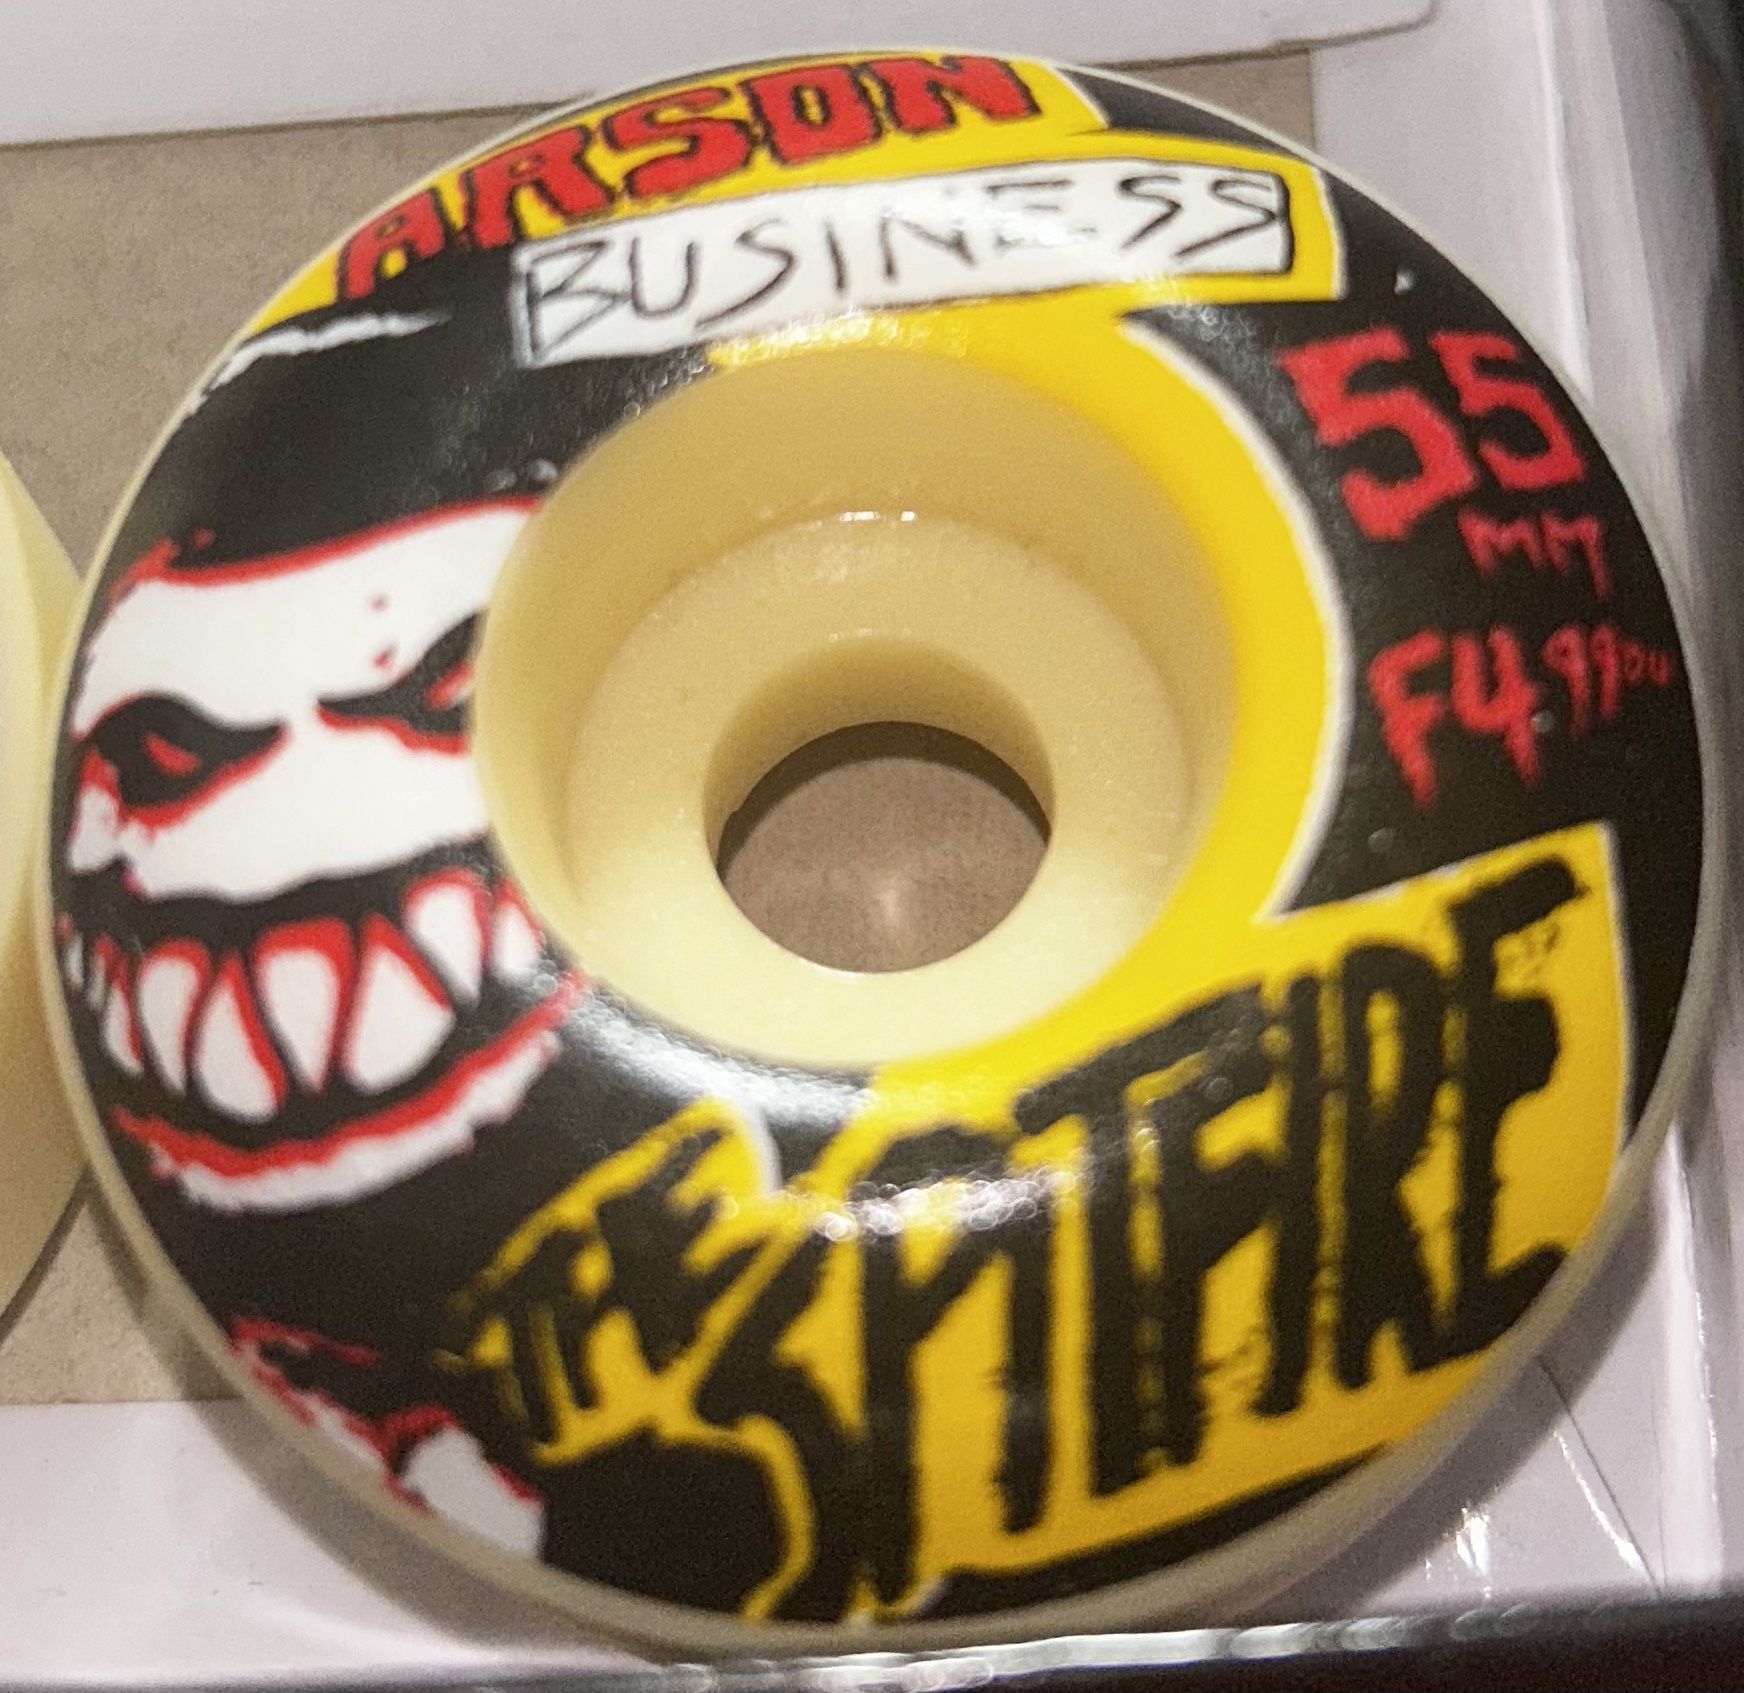 ARSON
BUSINESS
55
MM
F4 99DU
THE
SPITFIRE